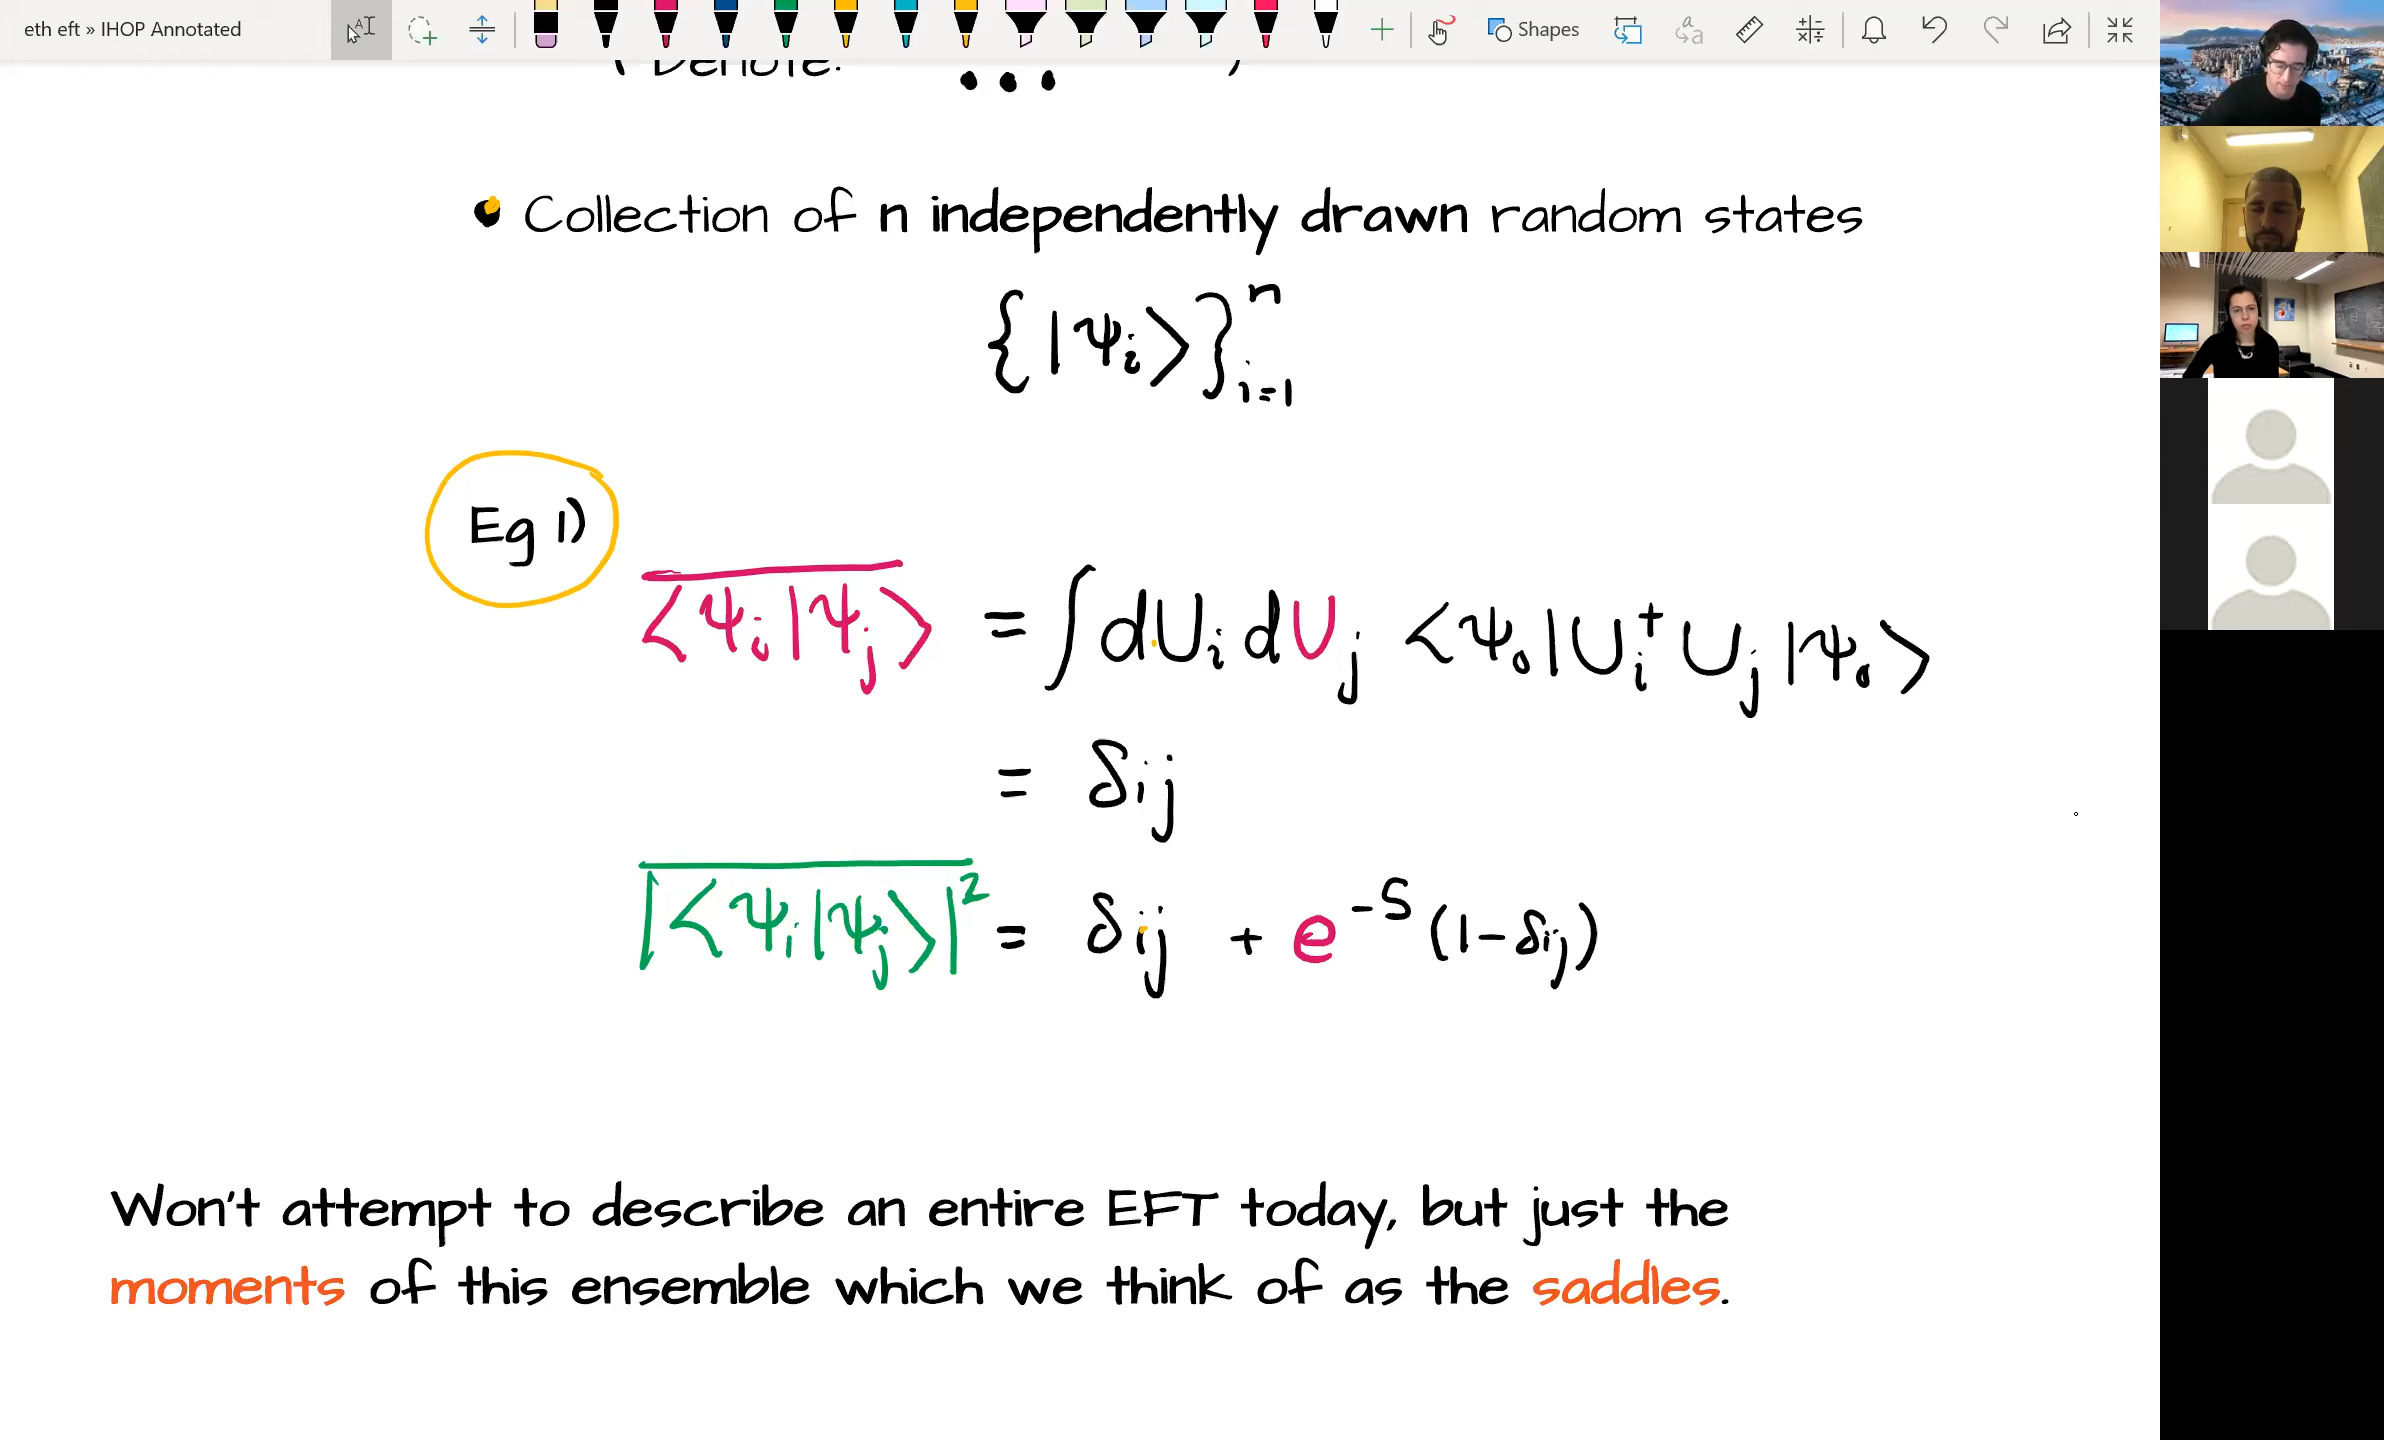 eth eft » IHOP Annotated
Shapes
( Denote: ... )
• Collection of n independently drawn random states
{|ψᵢ⟩}ⁿᵢ₌₁
Eg 1)
⟨ψᵢ|ψⱼ⟩ = ∫ dUᵢ dUⱼ ⟨ψ₀|Uᵢ† Uⱼ|ψ₀⟩
= δij
|⟨ψᵢ|ψⱼ⟩|² = δij + e^-S (1-δij)
Won't attempt to describe an entire EFT today, but just the
moments of this ensemble which we think of as the saddles.